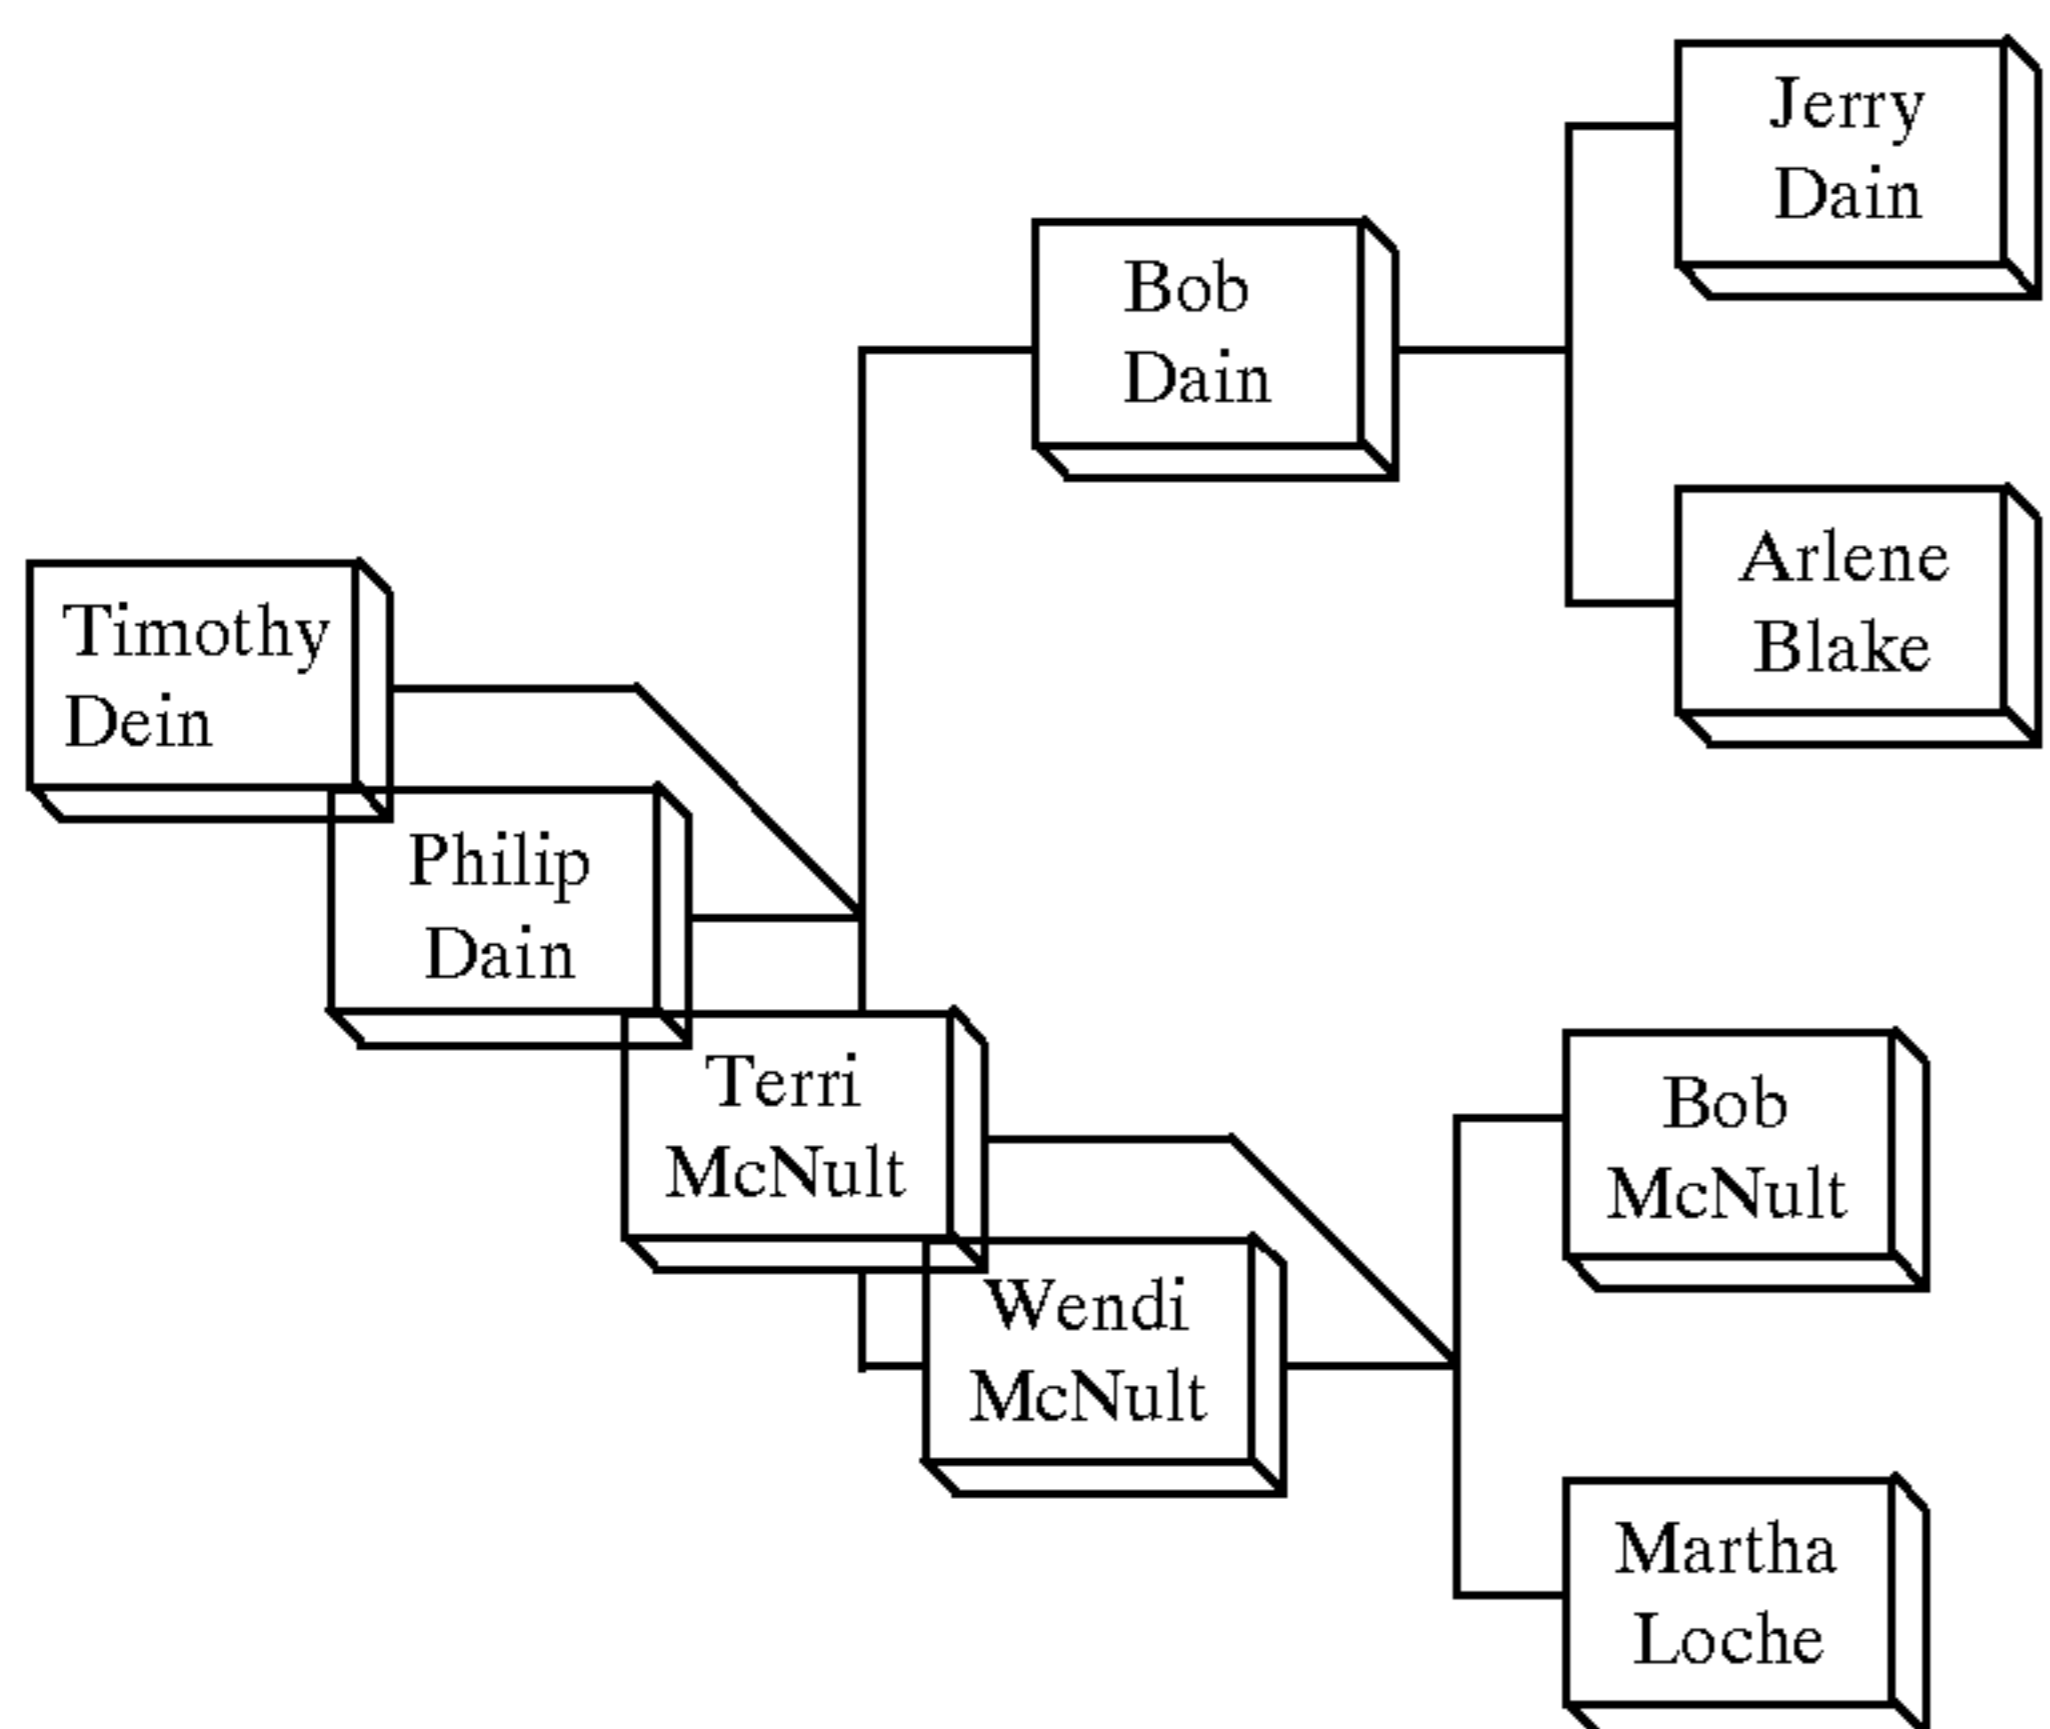 Jerry
Dain
Bob
Dain
Arlene
Blake
Timothy
Dein
Philip
Dain
Terri
McNult
Bob
McNult
Wendi
McNult
Martha
Loche